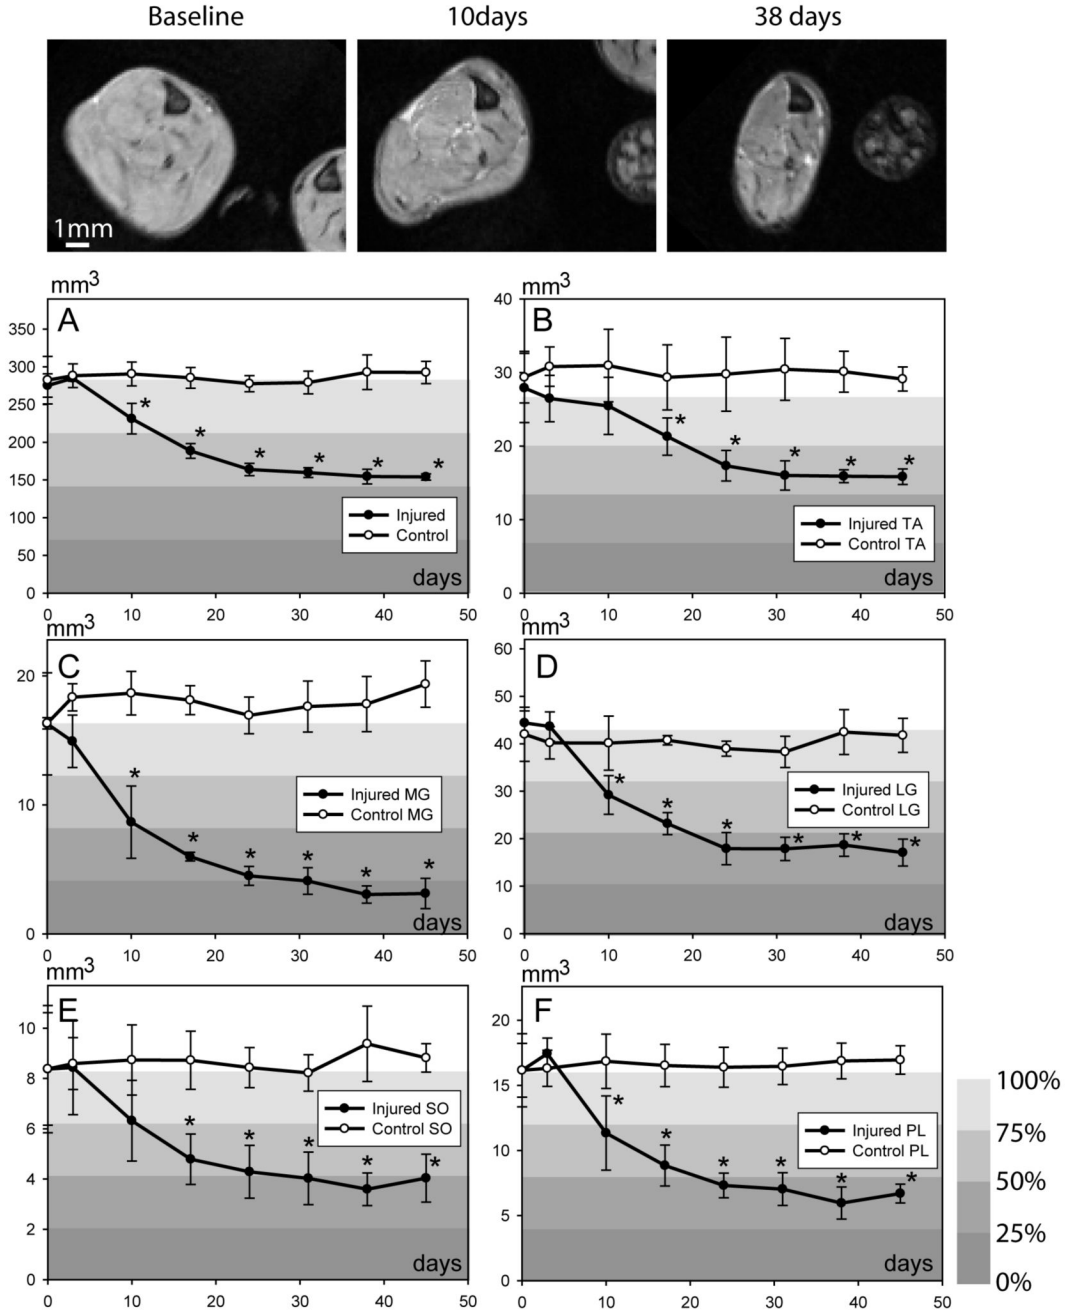 Baseline 10days 38 days
1mm
mm3 mm3
A B
350
300
250
200
150
100
50
0
Injured
Control
days
0 10 20 30 40 50
40
30
20
10
0
Injured TA
Control TA
days
0 10 20 30 40 50
mm3 mm3
C D
20
10
0
* * * * * *
Injured MG
Control MG
days
0 10 20 30 40 50
60
50
40
30
20
10
0
Injured LG
Control LG
0 10 20 30 40 50
mm3 mm3
E F
10
8
6
4
2
0
Injured SO
Control SO
days
0 10 20 30 40 50
20
15
10
5
0
Injured PL
Control PL
0 10 20 30 40 50
100%
75%
50%
25%
0%